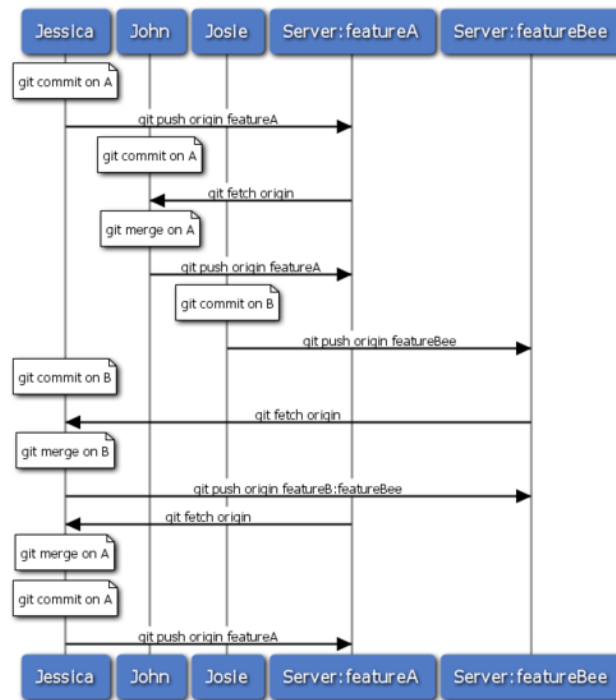 Jessica John Josie Server:featureA Server:featureBee
git commit on A
git push origin featureA
git commit on A
git fetch origin
git merge on A
git push origin featureA
git commit on B
git push origin featureBee
git commit on B
git fetch origin
git merge on B
git push origin featureB:featureBee
git fetch origin
git merge on A
git commit on A
git push origin featureA
Jessica John Josie Server:featureA Server:featureBee